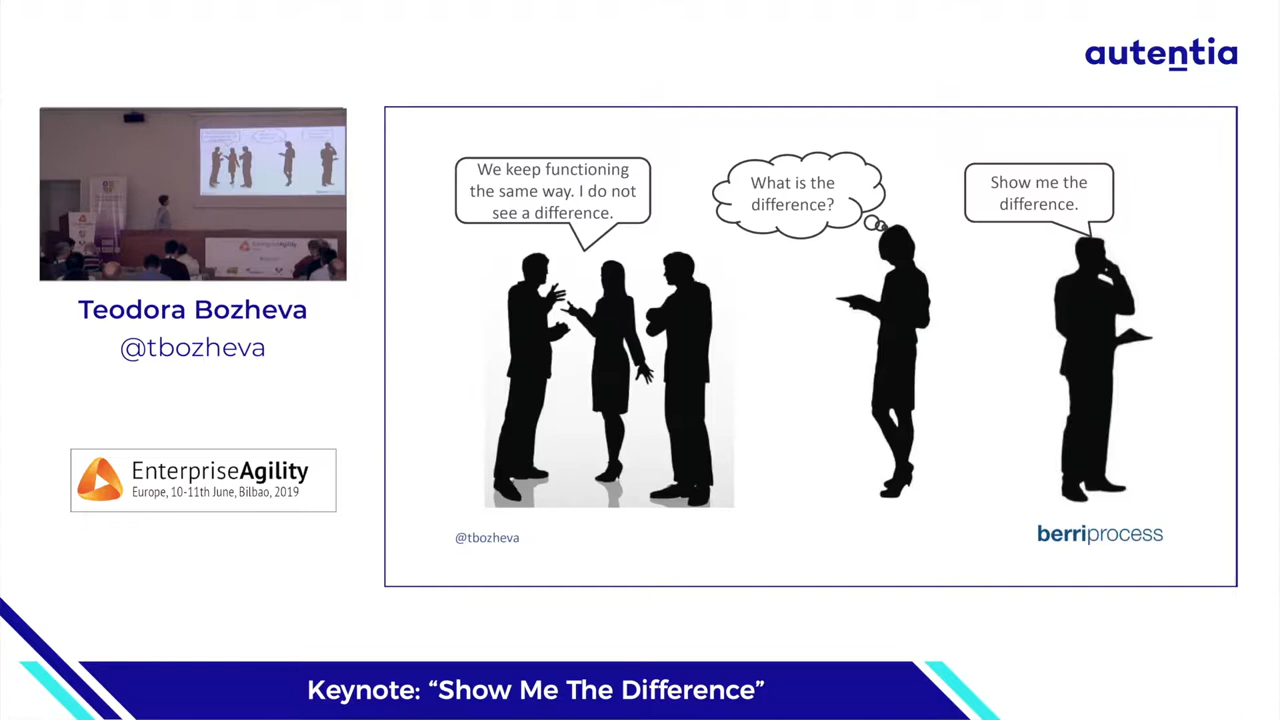 autentia
We keep functioning
the same way. I do not
see a difference.
What is the
difference?
Show me the
difference.
Teodora Bozheva
@tbozheva
EnterpriseAgility
Europe, 10-11th June, Bilbao, 2019
@tbozheva
berriprocess
EnterpriseAgility
Keynote: “Show Me The Difference”